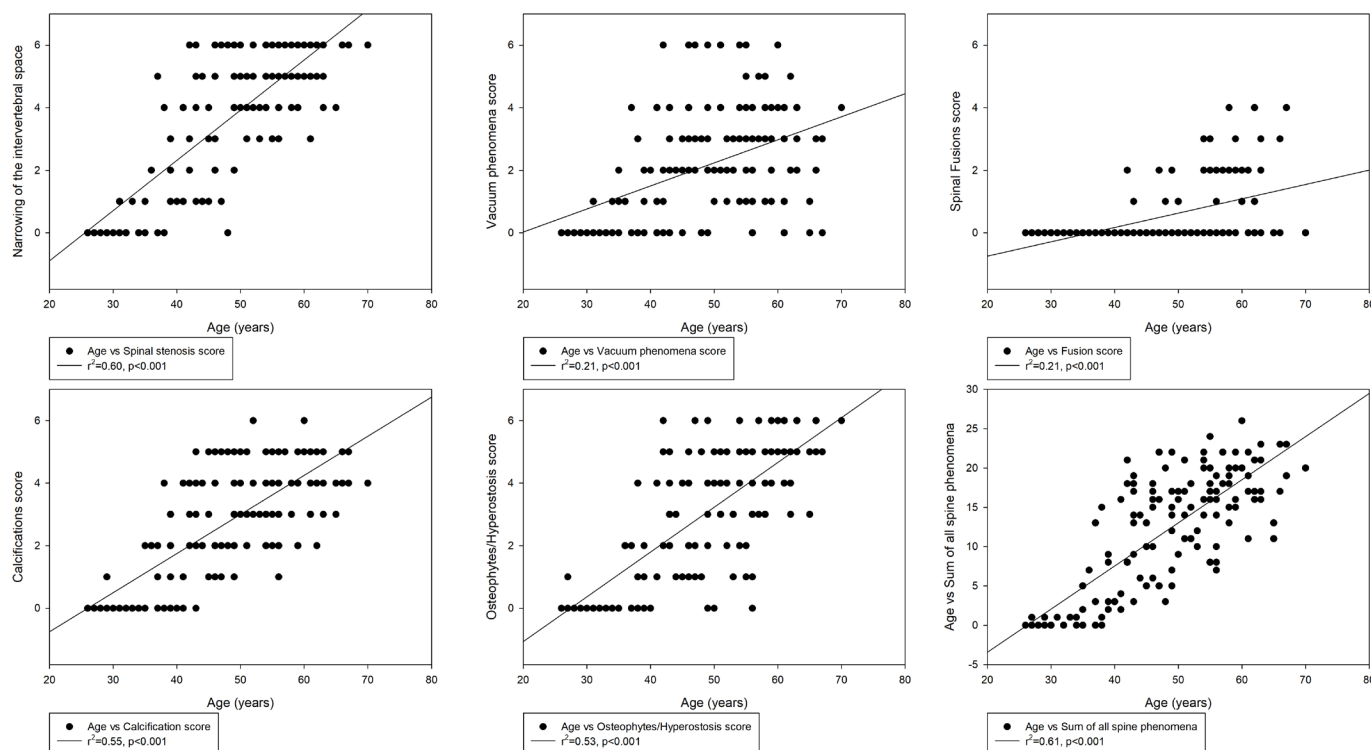 Narrowing of the intervertebral space
6
4
2
0
20 30 40 50 60 70 80
Age (years)
Age vs Spinal stenosis score
r²=0.60, p<0.001
Vacuum phenomena score
6
4
2
0
20 30 40 50 60 70 80
Age (years)
Age vs Vacuum phenomena score
r²=0.21, p<0.001
Spinal Fusions score
6
4
2
0
20 30 40 50 60 70 80
Age (years)
Age vs Fusion score
r²=0.21, p<0.001
Calcifications score
6
4
2
0
20 30 40 50 60 70 80
Age (years)
Age vs Calcification score
r²=0.55, p<0.001
Osteophytes/Hyperostosis score
6
4
2
0
20 30 40 50 60 70 80
Age (years)
Age vs Osteophytes/Hyperostosis score
r²=0.53, p<0.001
Age vs Sum of all spine phenomena
30
25
20
15
10
5
0
-5
20 30 40 50 60 70 80
Age (years)
Age vs Sum of all spine phenomena
r²=0.61, p<0.001